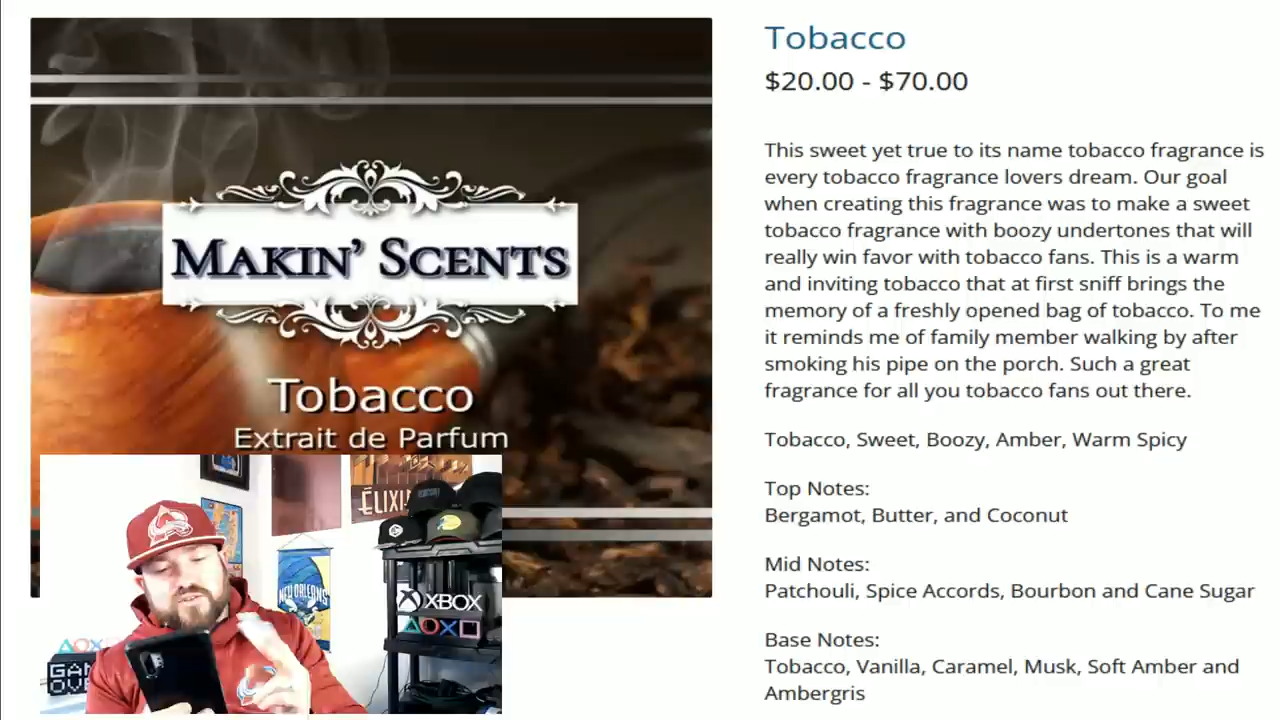 Tobacco
$20.00 - $70.00
This sweet yet true to its name tobacco fragrance is
every tobacco fragrance lovers dream. Our goal
when creating this fragrance was to make a sweet
tobacco fragrance with boozy undertones that will
really win favor with tobacco fans. This is a warm
and inviting tobacco that at first sniff brings the
memory of a freshly opened bag of tobacco. To me
it reminds me of family member walking by after
smoking his pipe on the porch. Such a great
fragrance for all you tobacco fans out there.
Tobacco, Sweet, Boozy, Amber, Warm Spicy
Top Notes:
Bergamot, Butter, and Coconut
Mid Notes:
Patchouli, Spice Accords, Bourbon and Cane Sugar
Base Notes:
Tobacco, Vanilla, Caramel, Musk, Soft Amber and
Ambergris
MAKIN' SCENTS
Tobacco
Extrait de Parfum
ÉLIXI
NEW ORLEANS
XBOX
GAM
OVE